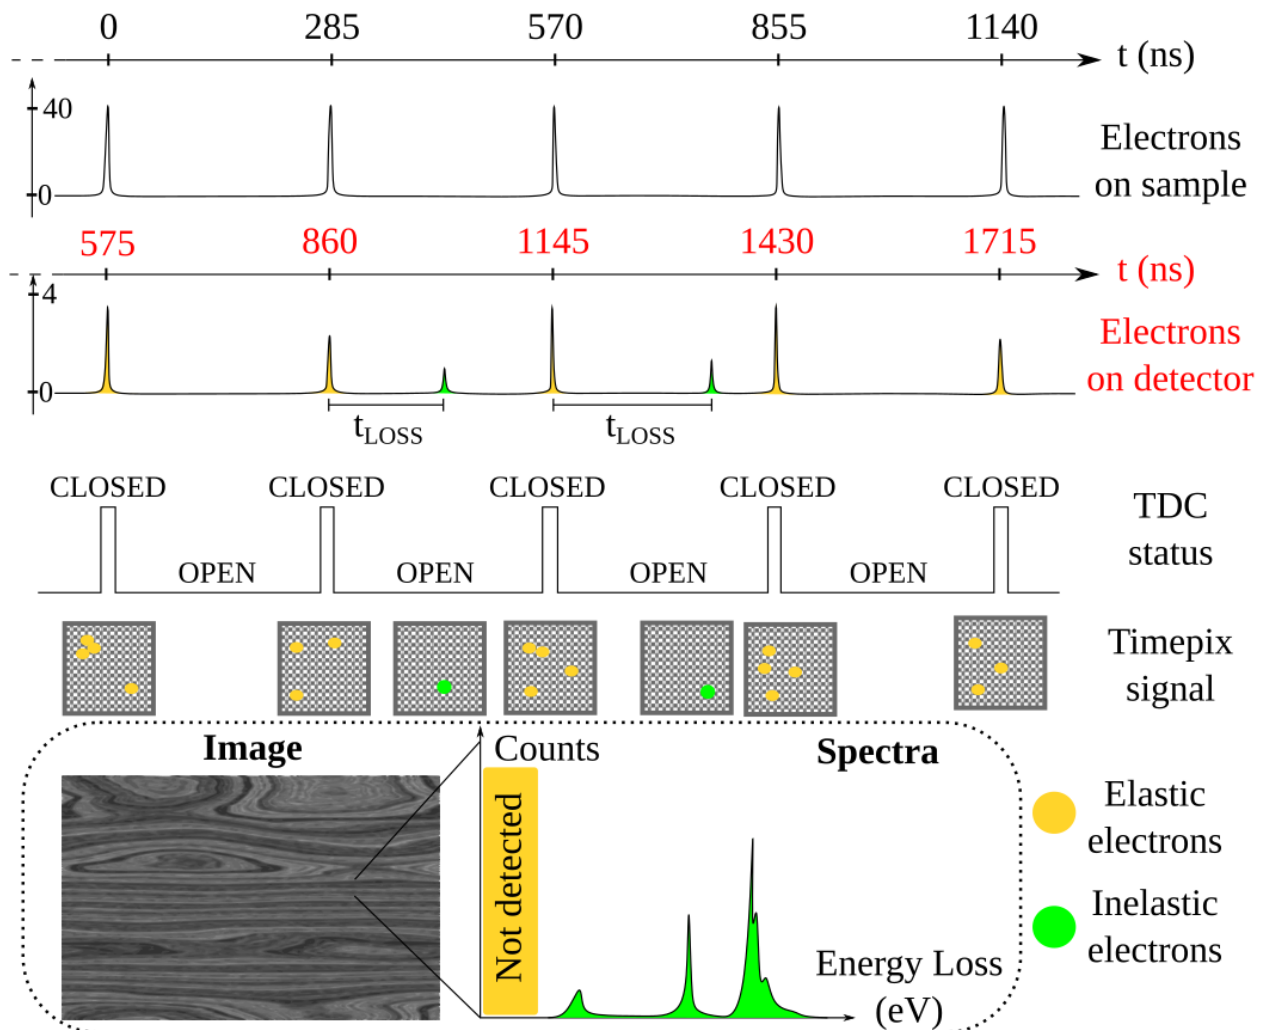 0 285 570 855 1140
t (ns)
40
0
Electrons
on sample
575 860 1145 1430 1715
t (ns)
4
0
Electrons
on detector
tLOSS tLOSS
CLOSED CLOSED CLOSED CLOSED CLOSED
OPEN OPEN OPEN OPEN
TDC
status
Timepix
signal
Image
Counts
Spectra
Not detected
Energy Loss
(eV)
Elastic
electrons
Inelastic
electrons